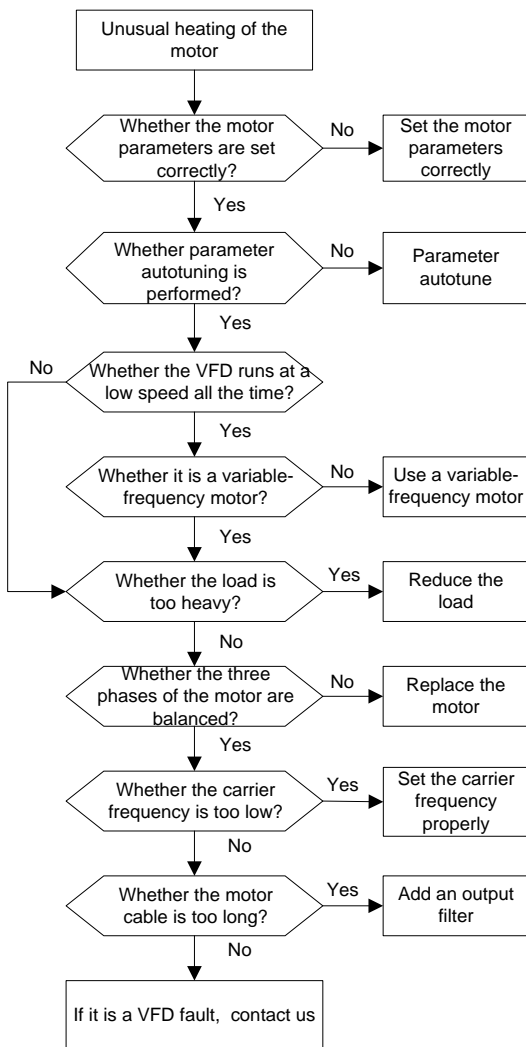 Unusual heating of the
motor
Whether the motor
parameters are set
correctly?
No
Set the motor
parameters
correctly
Yes
Whether parameter
autotuning is
performed?
No
Parameter
autotune
Yes
No
Whether the VFD runs at a
low speed all the time?
Yes
Whether it is a variable-
frequency motor?
No
Use a variable-
frequency motor
Yes
Whether the load is
too heavy?
Yes
Reduce the
load
No
Whether the three
phases of the motor are
balanced?
No
Replace the
motor
Yes
Whether the carrier
frequency is too low?
Yes
Set the carrier
frequency
properly
No
Whether the motor
cable is too long?
Yes
Add an output
filter
No
If it is a VFD fault, contact us